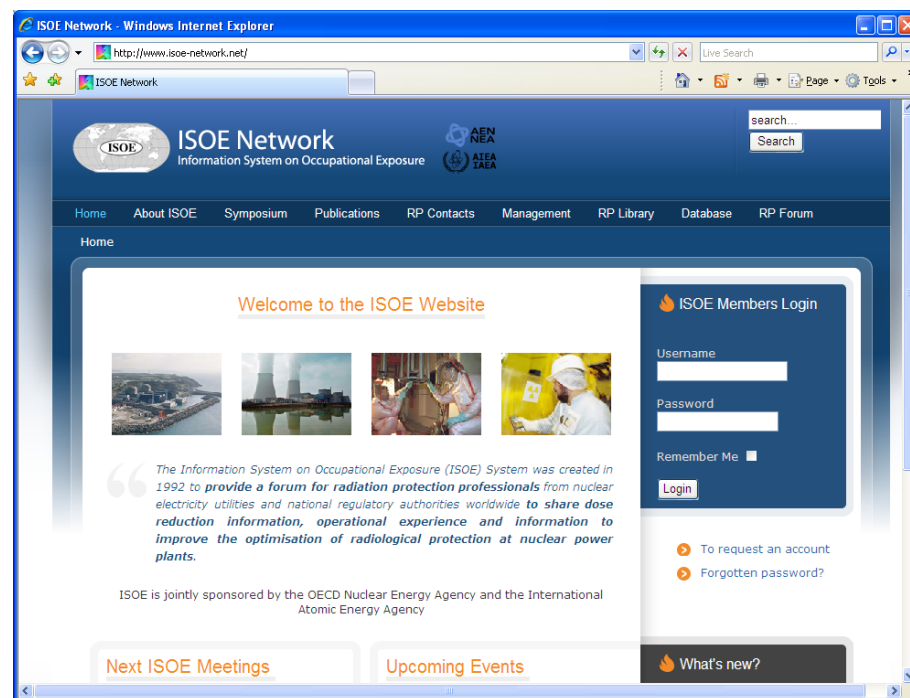 ISOE Network - Windows Internet Explorer
http://www.isoe-network.net/
Live Search
ISOE Network
Page
Tools
ISOE
ISOE Network
Information System on Occupational Exposure
AEN
NEA
AIEA
IAEA
search...
Search
Home About ISOE Symposium Publications RP Contacts Management RP Library Database RP Forum
Home
Welcome to the ISOE Website
The Information System on Occupational Exposure (ISOE) System was created in
1992 to provide a forum for radiation protection professionals from nuclear
electricity utilities and national regulatory authorities worldwide to share dose
reduction information, operational experience and information to
improve the optimisation of radiological protection at nuclear power
plants.
ISOE is jointly sponsored by the OECD Nuclear Energy Agency and the International
Atomic Energy Agency
Next ISOE Meetings
Upcoming Events
ISOE Members Login
Username
Password
Remember Me
Login
To request an account
Forgotten password?
What's new?